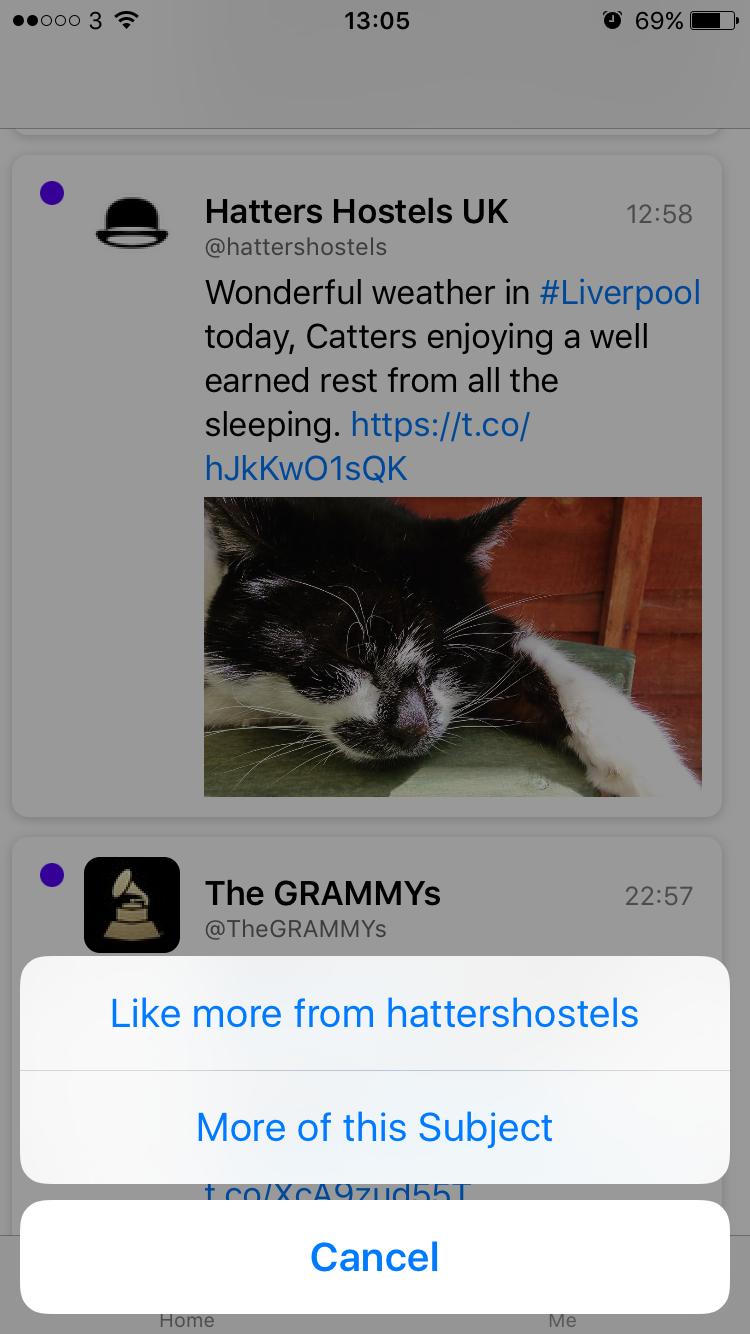 3 13:05 69%
Hatters Hostels UK 12:58
@hattershostels
Wonderful weather in #Liverpool
today, Catters enjoying a well
earned rest from all the
sleeping. https://t.co/
hJkKwO1sQK
The GRAMMYs 22:57
@TheGRAMMYs
Like more from hattershostels
More of this Subject
t.co/XcA9zud55T
Cancel
Home Me